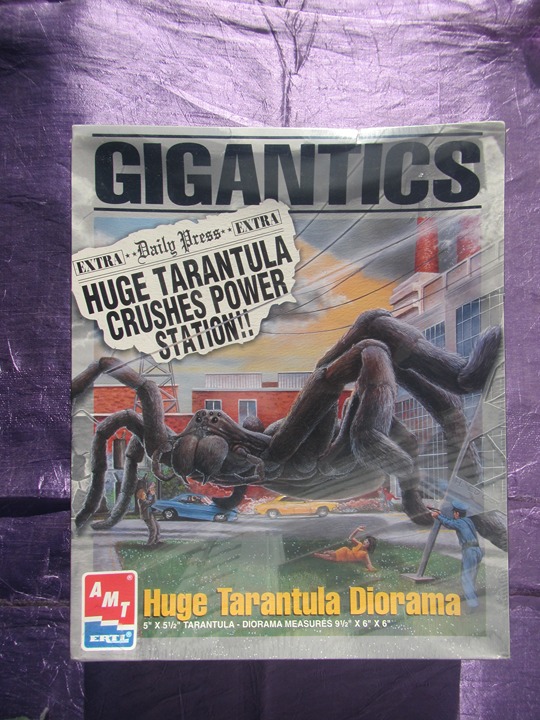 GIGANTICS
EXTRA ★★ Daily Press ★★ EXTRA
HUGE TARANTULA
CRUSHES POWER
STATION!!
AMT
ERTL
Huge Tarantula Diorama
5" X 5½" TARANTULA - DIORAMA MEASURES 9½" X 6" X 6"